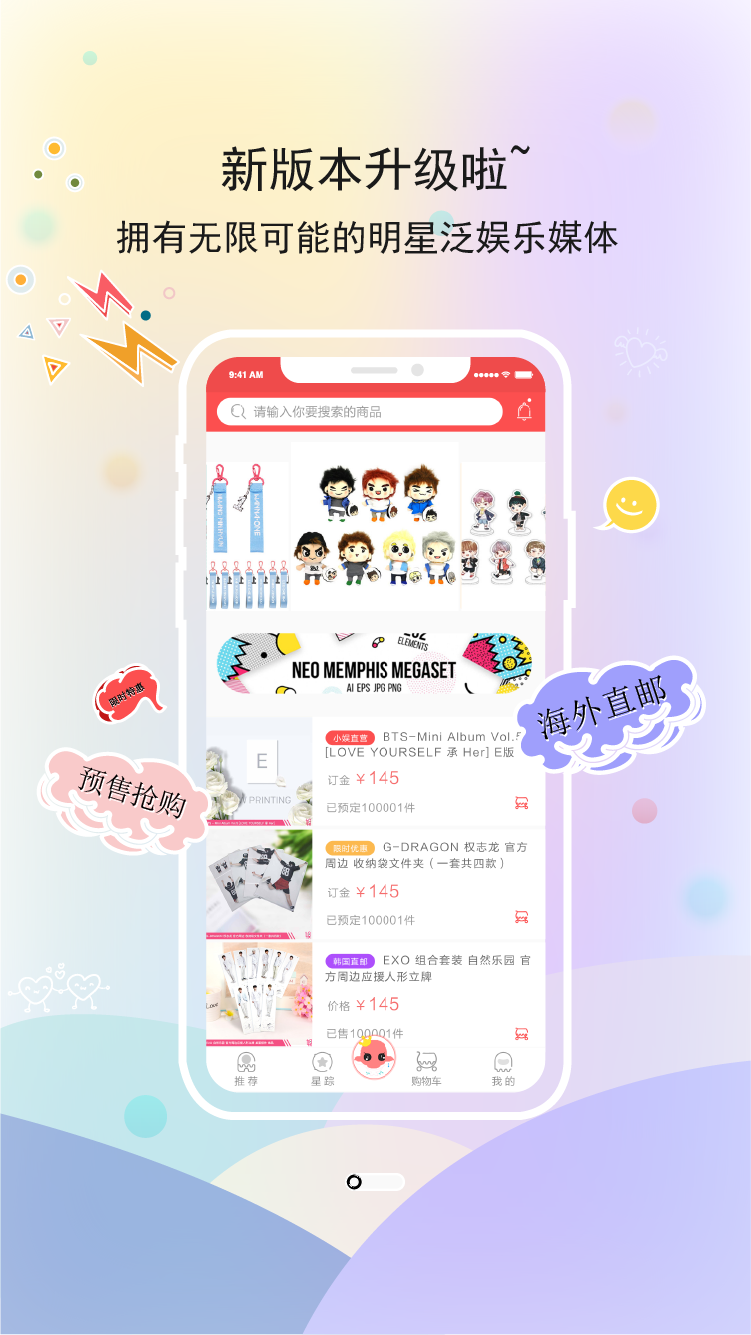 新版本升级啦~
拥有无限可能的明星泛娱乐媒体
9:41 AM
请输入你要搜索的商品
ELEMENTS
NEO MEMPHIS MEGASET
AI EPS JPG PNG
限时特惠
海外直邮
预售抢购
E
PRINTING
小娱直营 BTS-Mini Album Vol.5
[LOVE YOURSELF 承 Her] E版
订金 ¥145
已预定100001件
限时优惠 G-DRAGON 权志龙 官方
周边 收纳袋文件夹（一套共四款）
订金 ¥145
已预定100001件
韩国直邮 EXO 组合套装 自然乐园 官
方周边应援人形立牌
价格 ¥145
已售100001件
推荐
星踪
购物车
我的